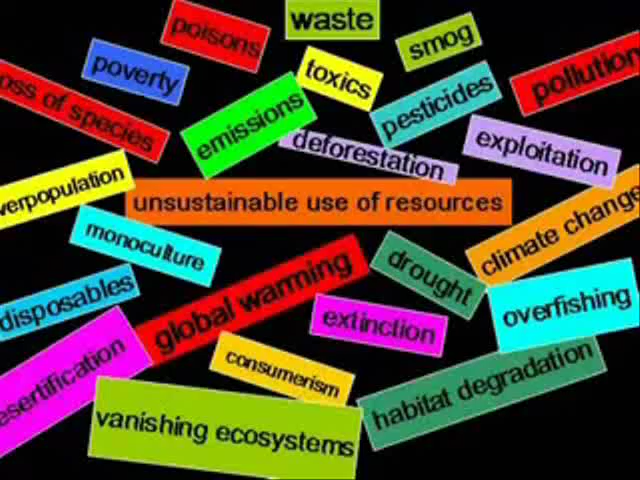 waste
poisons
smog
poverty
toxics
pollution
oss of species
emissions
pesticides
deforestation
exploitation
verpopulation
unsustainable use of resources
monoculture
climate change
drought
disposables
global warming
overfishing
extinction
esertification
consumerism
habitat degradation
vanishing ecosystems